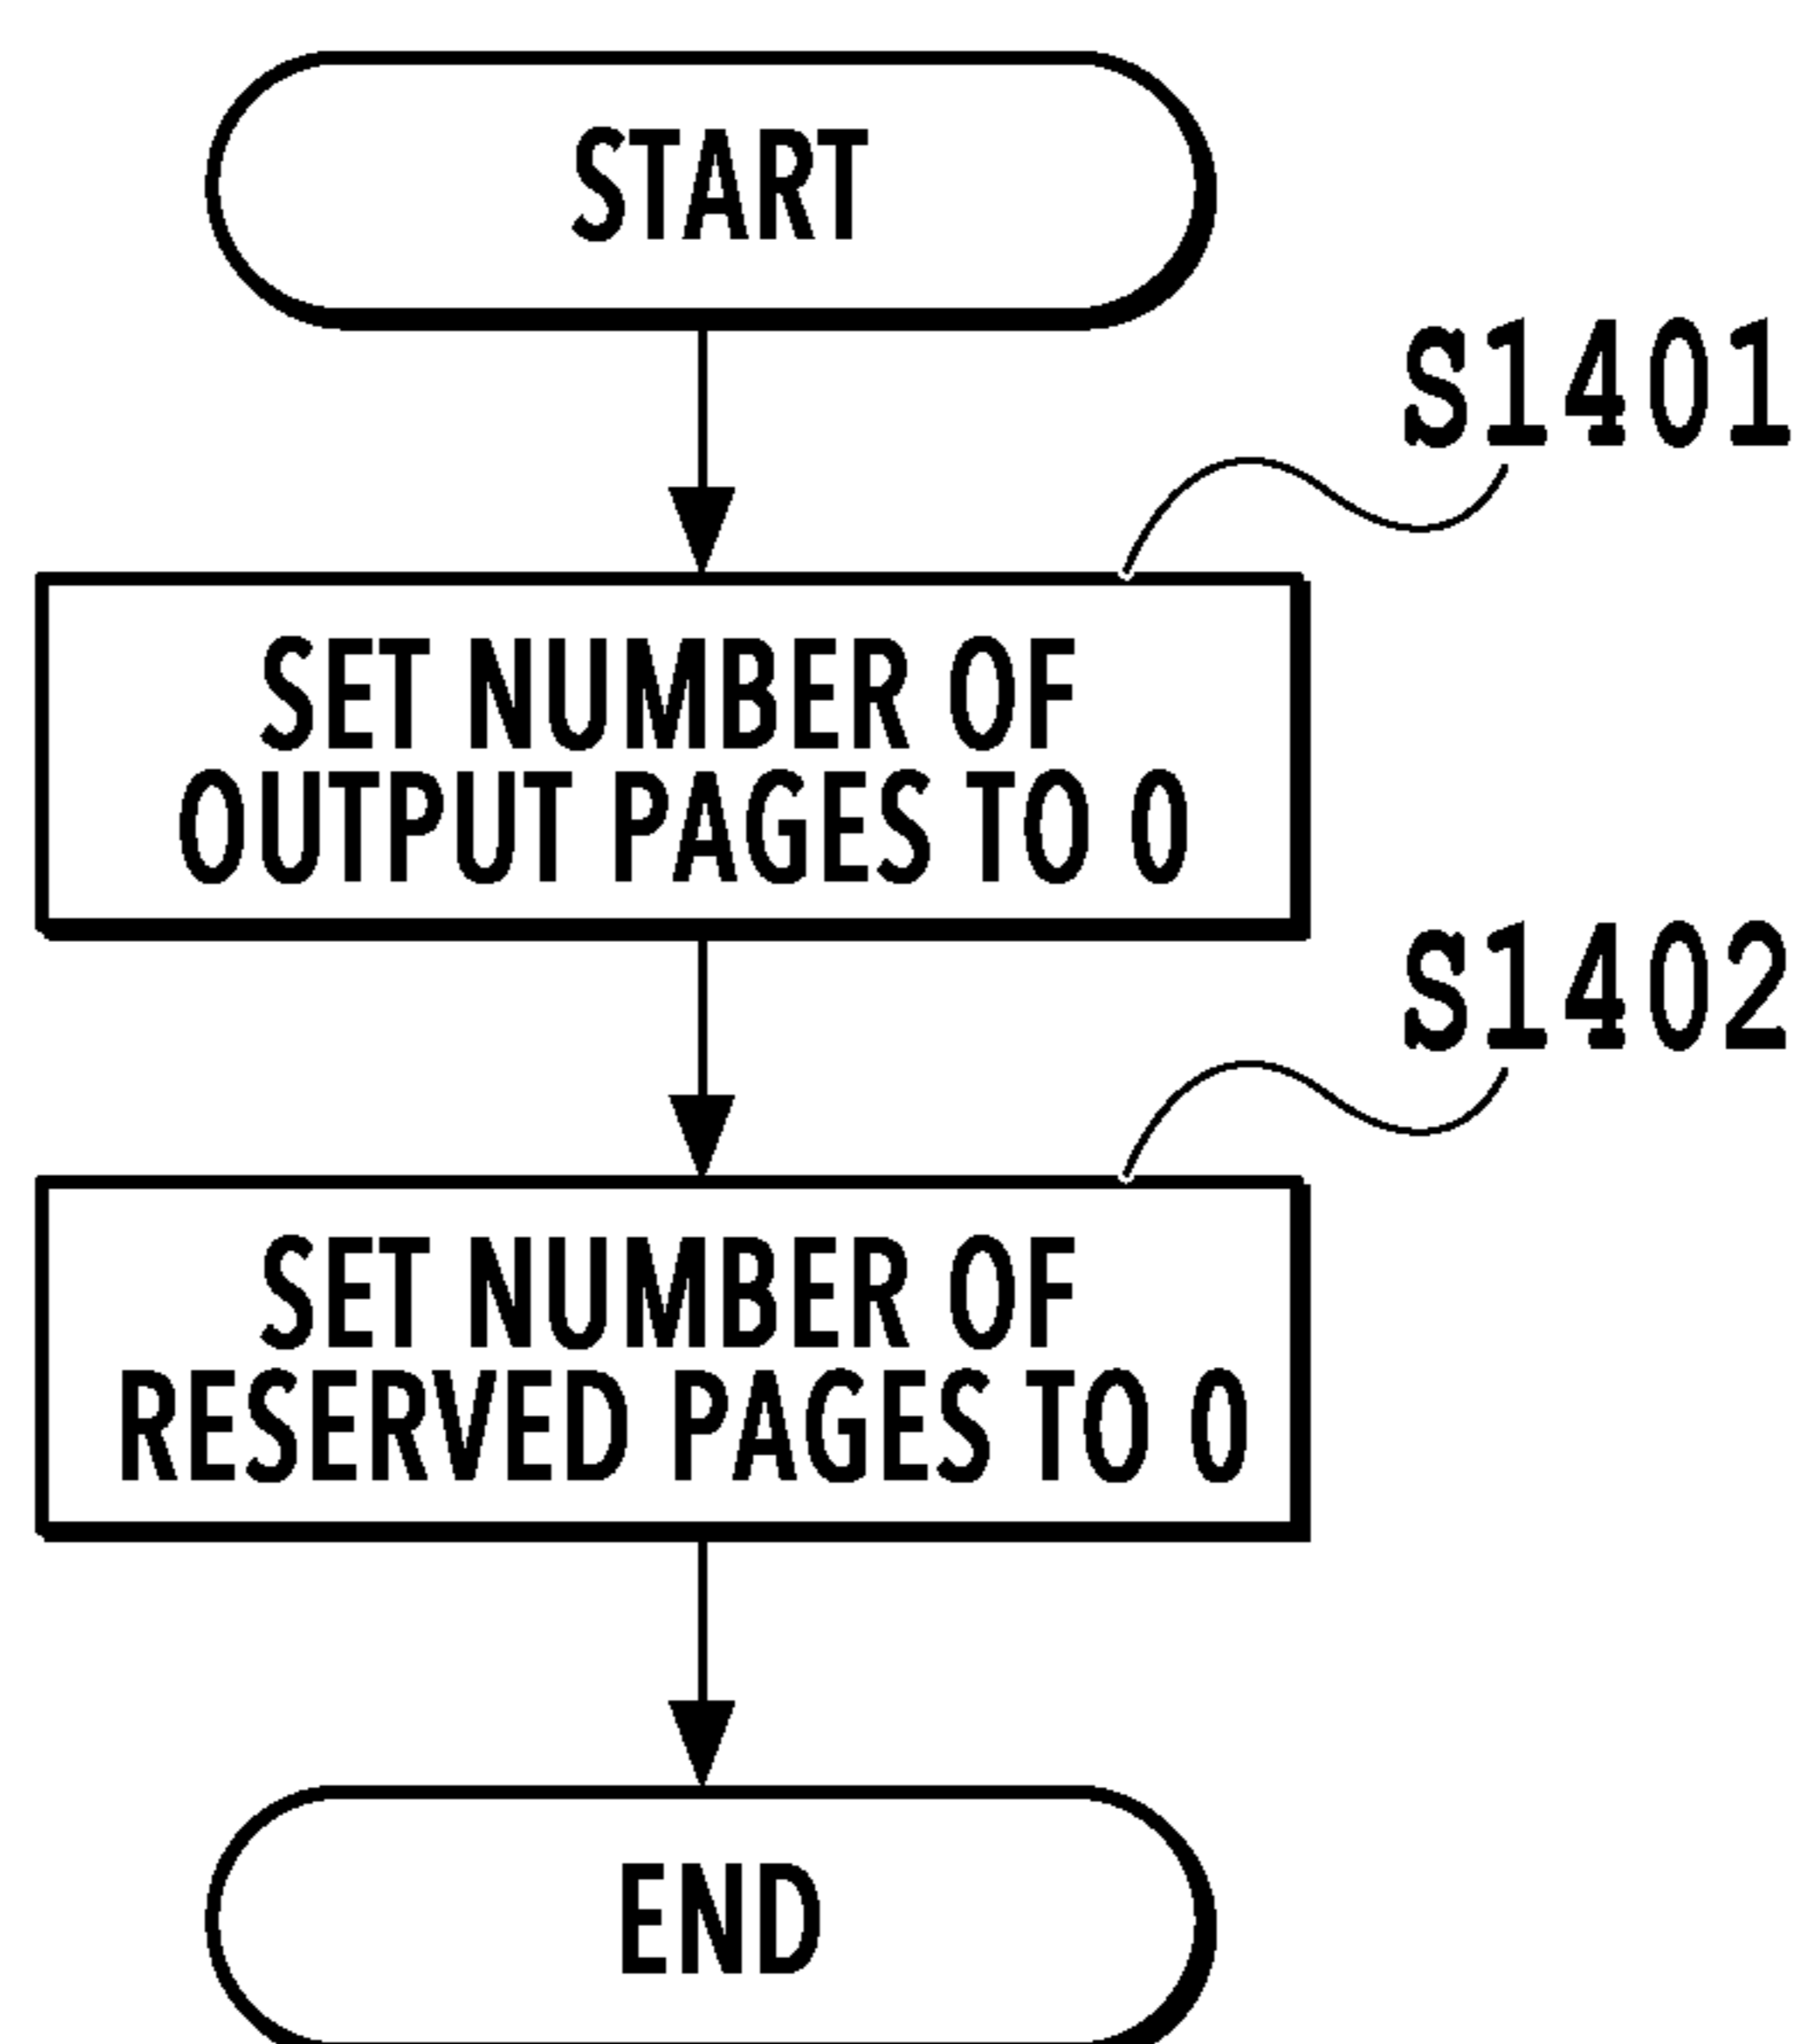 START
S1401
SET NUMBER OF
OUTPUT PAGES TO 0
S1402
SET NUMBER OF
RESERVED PAGES TO 0
END